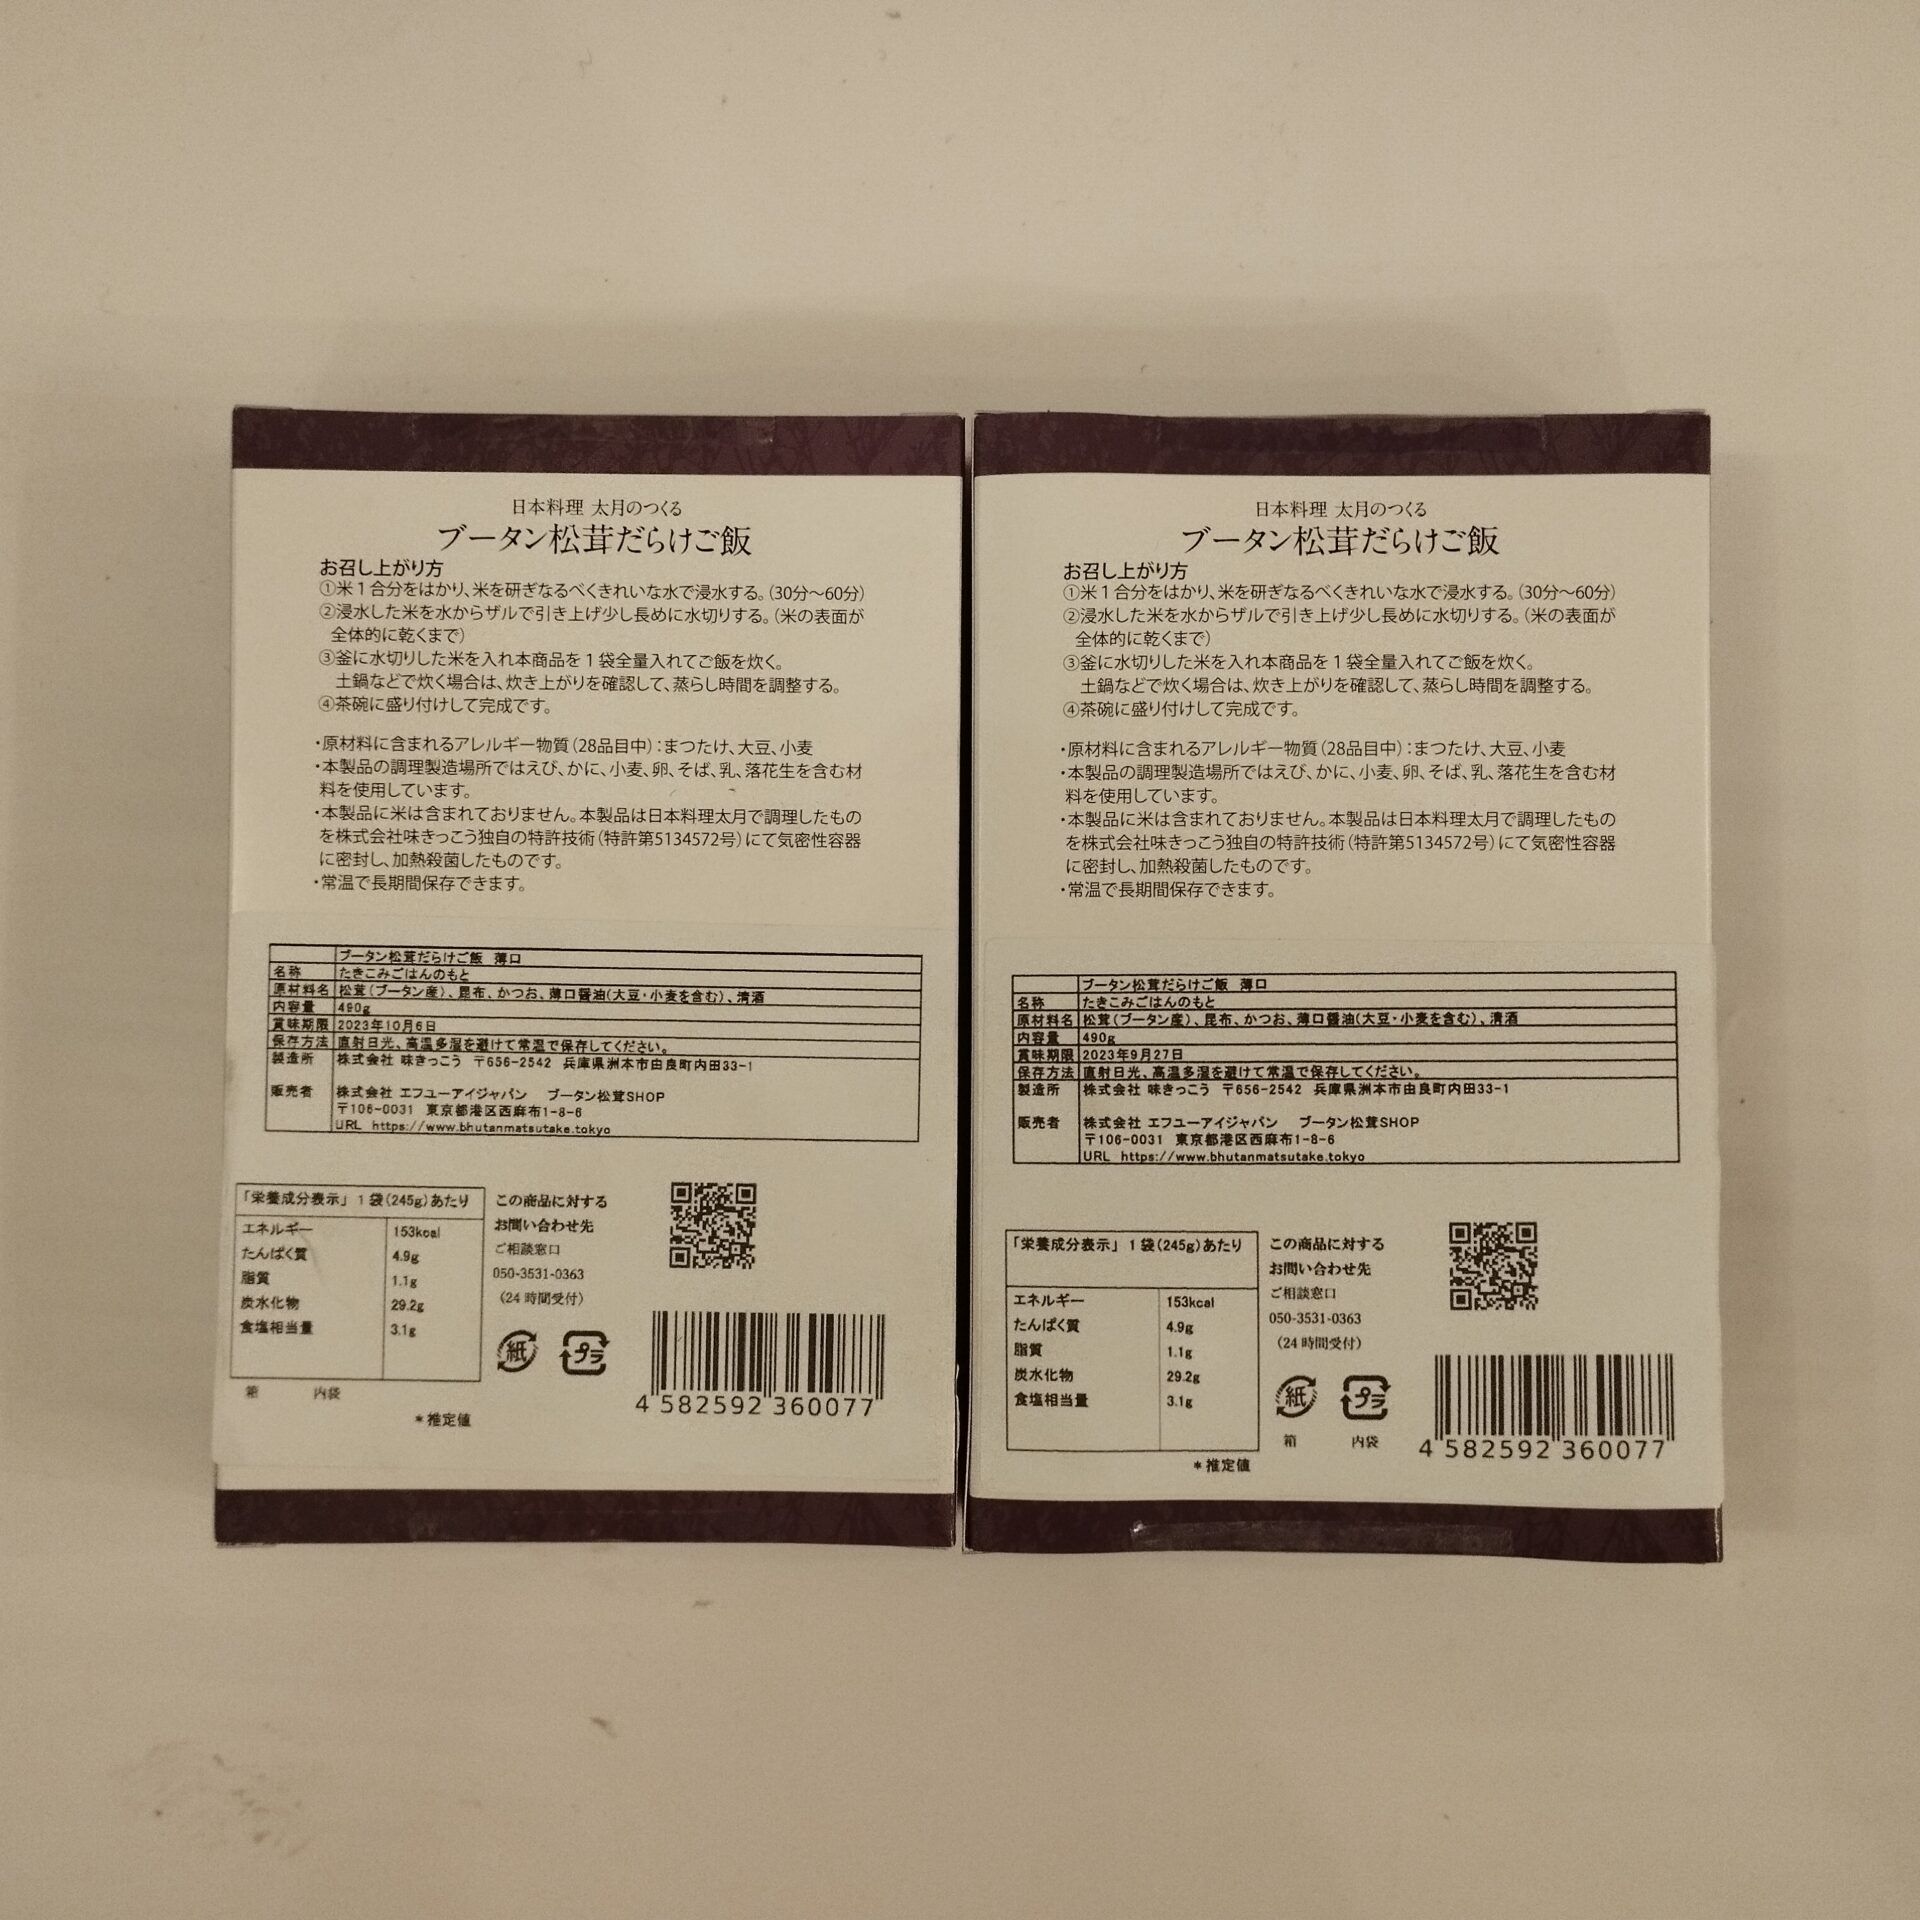 日本料理 太月のつくる
ブータン松茸だらけご飯
お召し上がり方
①米１合分をはかり、米を研ぎなるべくきれいな水で浸水する。(30分～60分)
②浸水した米を水からザルで引き上げ少し長めに水切りする。(米の表面が
全体的に乾くまで)
③釜に水切りした米を入れ本商品を１袋全量入れてご飯を炊く。
土鍋などで炊く場合は、炊き上がりを確認して、蒸らし時間を調整する。
④茶碗に盛り付けして完成です。
・原材料に含まれるアレルギー物質(28品目中)：まつたけ、大豆、小麦
・本製品の調理製造場所ではえび、かに、小麦、卵、そば、乳、落花生を含む材
料を使用しています。
・本製品に米は含まれておりません。本製品は日本料理太月で調理したもの
を株式会社味きっこう独自の特許技術(特許第5134572号)にて気密性容器
に密封し、加熱殺菌したものです。
・常温で長期間保存できます。
ブータン松茸だらけご飯 薄口
名称 たきこみごはんのもと
原材料名 松茸(ブータン産)、昆布、かつお、薄口醤油(大豆・小麦を含む)、清酒
内容量 490g
賞味期限 2023年10月6日
保存方法 直射日光、高温多湿を避けて常温で保存してください。
製造所 株式会社 味きっこう 〒656-2542 兵庫県洲本市由良町内田33-1
販売者 株式会社 エフユーアイジャパン ブータン松茸SHOP
〒106-0031 東京都港区西麻布1-8-6
URL https://www.bhutanmatsutake.tokyo
「栄養成分表示」１袋(245g)あたり
エネルギー 153kcal
たんぱく質 4.9g
脂質 1.1g
炭水化物 29.2g
食塩相当量 3.1g
この商品に対する
お問い合わせ先
ご相談窓口
050-3531-0363
(24時間受付)
紙 プラ
箱 内袋
＊推定値
4 582592 360077
日本料理 太月のつくる
ブータン松茸だらけご飯
お召し上がり方
①米１合分をはかり、米を研ぎなるべくきれいな水で浸水する。(30分～60分)
②浸水した米を水からザルで引き上げ少し長めに水切りする。(米の表面が
全体的に乾くまで)
③釜に水切りした米を入れ本商品を１袋全量入れてご飯を炊く。
土鍋などで炊く場合は、炊き上がりを確認して、蒸らし時間を調整する。
④茶碗に盛り付けして完成です。
・原材料に含まれるアレルギー物質(28品目中)：まつたけ、大豆、小麦
・本製品の調理製造場所ではえび、かに、小麦、卵、そば、乳、落花生を含む材
料を使用しています。
・本製品に米は含まれておりません。本製品は日本料理太月で調理したもの
を株式会社味きっこう独自の特許技術(特許第5134572号)にて気密性容器
に密封し、加熱殺菌したものです。
・常温で長期間保存できます。
ブータン松茸だらけご飯 薄口
名称 たきこみごはんのもと
原材料名 松茸(ブータン産)、昆布、かつお、薄口醤油(大豆・小麦を含む)、清酒
内容量 490g
賞味期限 2023年9月27日
保存方法 直射日光、高温多湿を避けて常温で保存してください。
製造所 株式会社 味きっこう 〒656-2542 兵庫県洲本市由良町内田33-1
販売者 株式会社 エフユーアイジャパン ブータン松茸SHOP
〒106-0031 東京都港区西麻布1-8-6
URL https://www.bhutanmatsutake.tokyo
「栄養成分表示」１袋(245g)あたり
エネルギー 153kcal
たんぱく質 4.9g
脂質 1.1g
炭水化物 29.2g
食塩相当量 3.1g
＊推定値
この商品に対する
お問い合わせ先
ご相談窓口
050-3531-0363
(24時間受付)
紙 プラ
箱 内袋
4 582592 360077